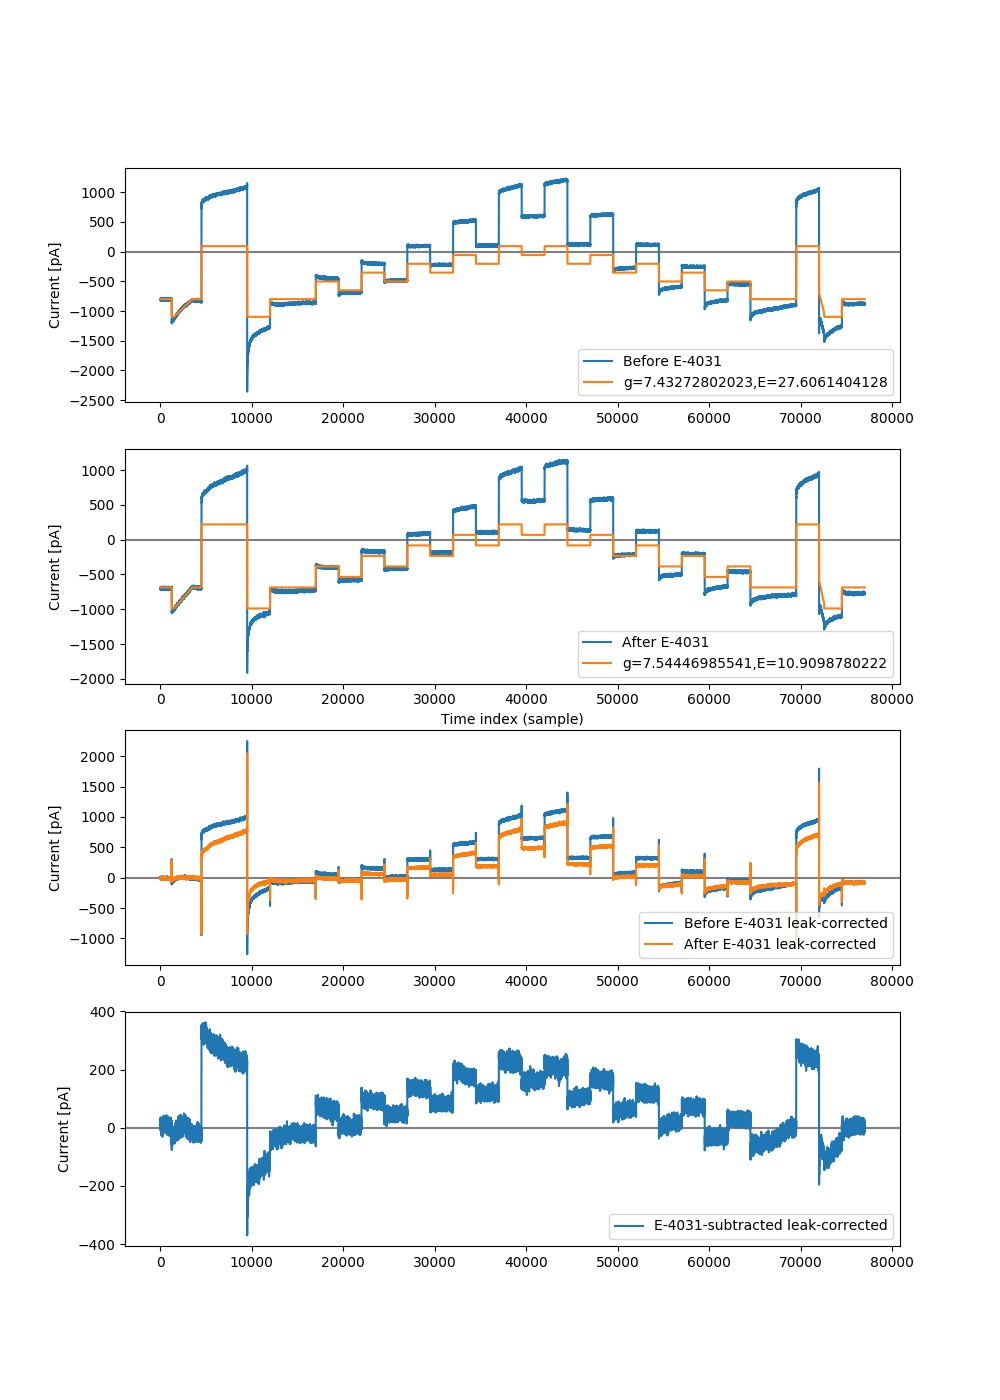 1000
500
0
−500
−1000
−1500
−2000
−2500
Current [pA]
Before E-4031
g=7.43272802023,E=27.6061404128
0 10000 20000 30000 40000 50000 60000 70000 80000
1000
500
0
−500
−1000
−1500
−2000
Current [pA]
After E-4031
g=7.54446985541,E=10.9098780222
0 10000 20000 30000 40000 50000 60000 70000 80000
Time index (sample)
2000
1500
1000
500
0
−500
−1000
Current [pA]
Before E-4031 leak-corrected
After E-4031 leak-corrected
0 10000 20000 30000 40000 50000 60000 70000 80000
400
200
0
−200
−400
Current [pA]
E-4031-subtracted leak-corrected
0 10000 20000 30000 40000 50000 60000 70000 80000